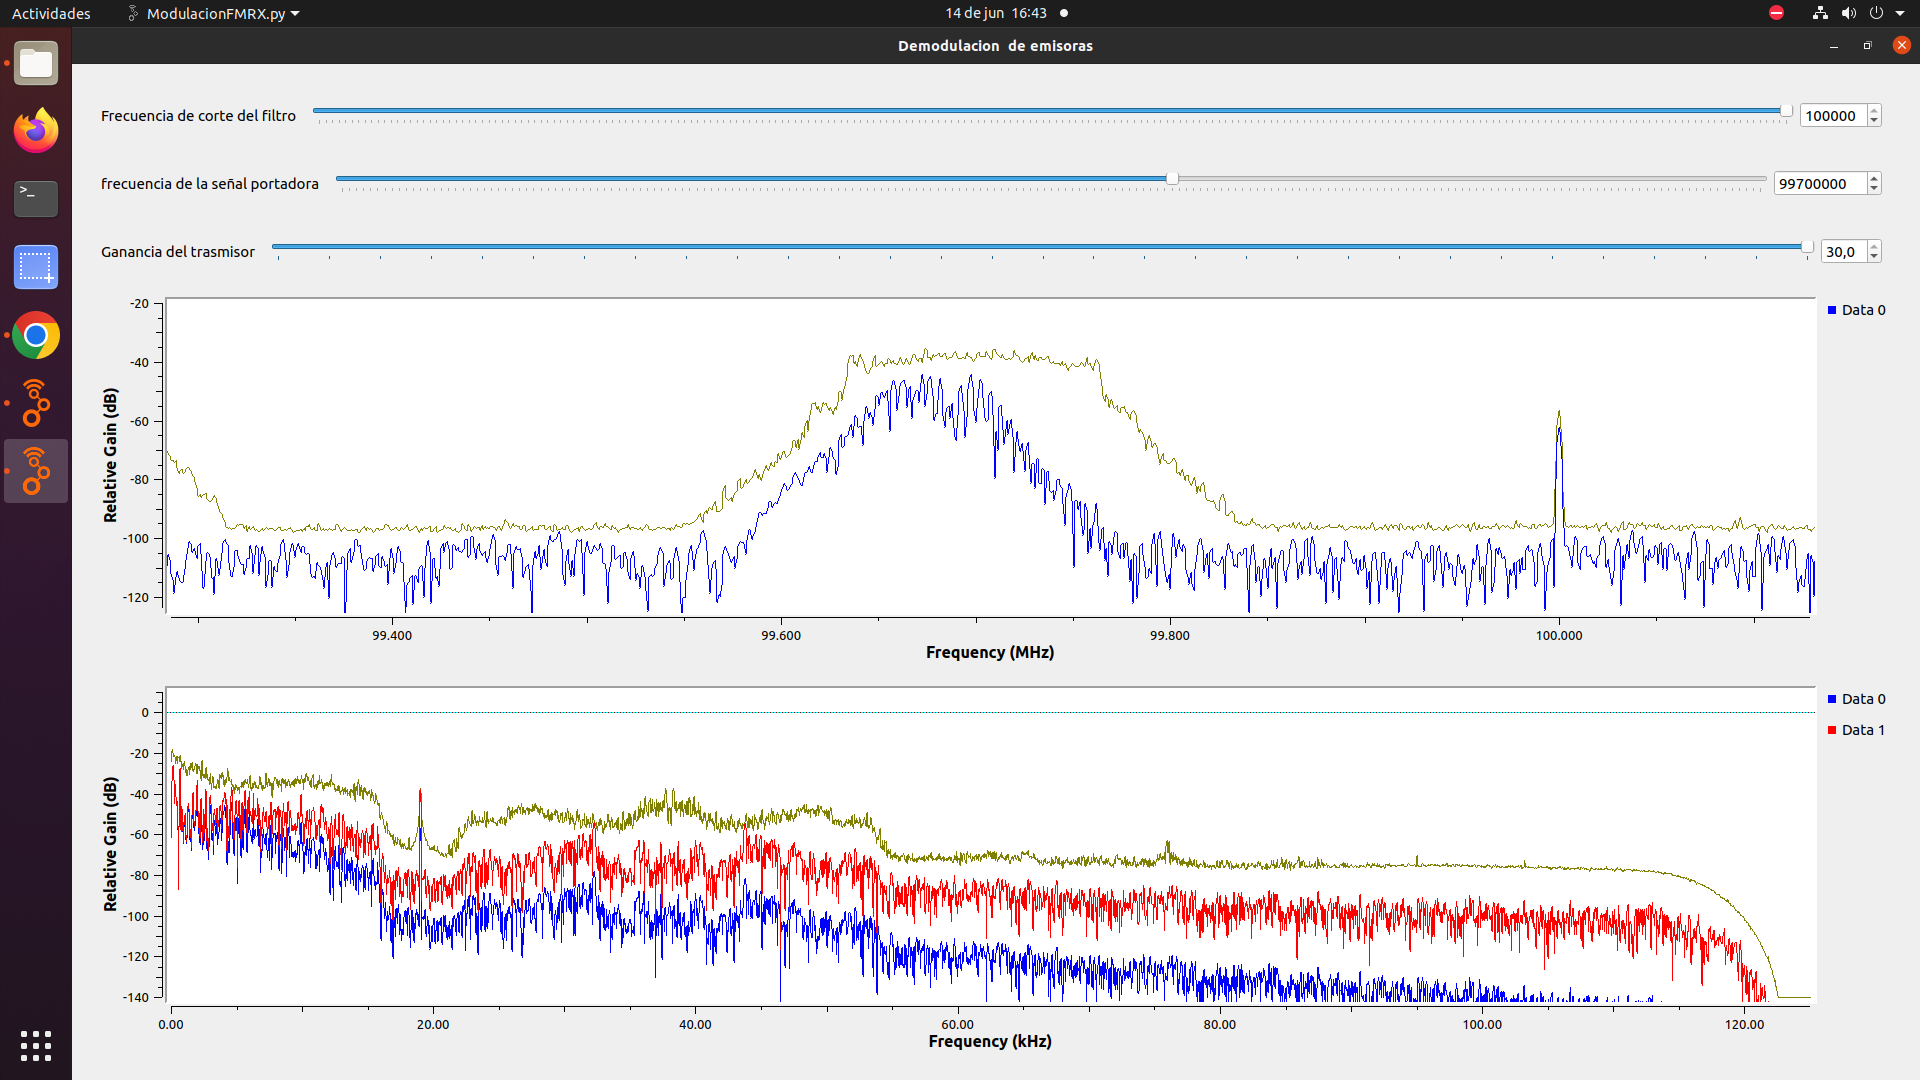 Actividades ModulacionFMRX.py 14 de jun 16:43
Demodulacion de emisoras
Frecuencia de corte del filtro 100000
frecuencia de la señal portadora 99700000
Ganancia del trasmisor 30,0
-20
-40
-60
-80
-100
-120
Relative Gain (dB)
Data 0
99.400 99.600 99.800 100.000
Frequency (MHz)
0
-20
-40
-60
-80
-100
-120
-140
Relative Gain (dB)
Data 0
Data 1
0.00 20.00 40.00 60.00 80.00 100.00 120.00
Frequency (kHz)